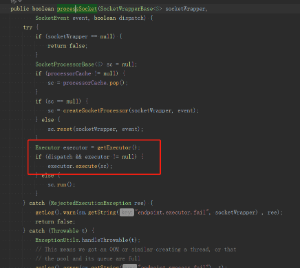 public boolean processSocket(SocketWrapperBase<S> socketWrapper,
SocketEvent event, boolean dispatch) {
try {
if (socketWrapper == null) {
return false;
}
SocketProcessorBase<S> sc = null;
if (processorCache != null) {
sc = processorCache.pop();
}
if (sc == null) {
sc = createSocketProcessor(socketWrapper, event);
} else {
sc.reset(socketWrapper, event);
}
Executor executor = getExecutor();
if (dispatch && executor != null) {
executor.execute(sc);
} else {
sc.run();
}
} catch (RejectedExecutionException ree) {
getLog().warn(sm.getString("endpoint.executor.fail", socketWrapper) , ree);
return false;
} catch (Throwable t) {
ExceptionUtils.handleThrowable(t);
// This means we got an OOM or similar creating a thread, or that
// the pool and its queue are full